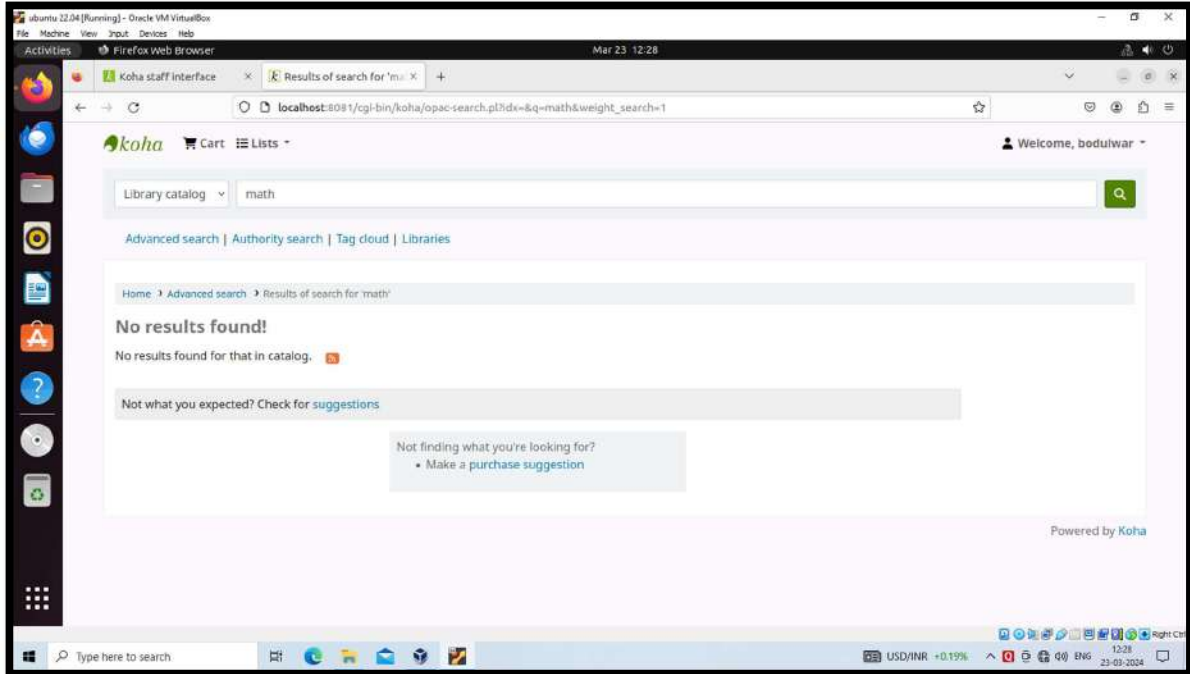 ubuntu 22.04 [Running] - Oracle VM VirtualBox
File Machine View Input Devices Help
Activities Firefox Web Browser Mar 23 12:28
Koha staff interface × Results of search for 'ma × +
localhost:8081/cgi-bin/koha/opac-search.pl?idx=&q=math&weight_search=1
koha Cart Lists Welcome, bodulwar
Library catalog math
Advanced search | Authority search | Tag cloud | Libraries
Home Advanced search Results of search for 'math'
No results found!
No results found for that in catalog.
Not what you expected? Check for suggestions
Not finding what you're looking for?
• Make a purchase suggestion
Powered by Koha
Right Ctrl
Type here to search USD/INR +0.19% ENG 12:28
23-03-2024